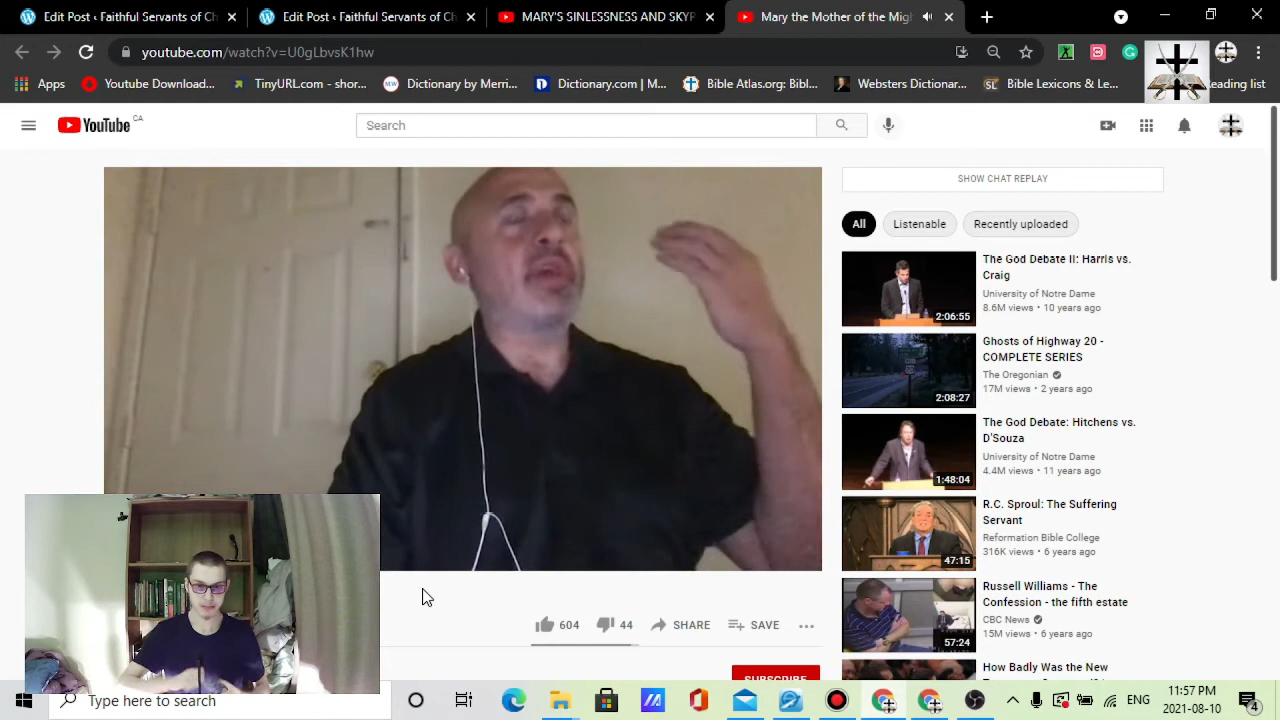 Edit Post ‹ Faithful Servants of Ch
Edit Post ‹ Faithful Servants of Ch
MARY'S SINLESSNESS AND SKYP
Mary the Mother of the Migh
youtube.com/watch?v=U0gLbvsK1hw
Apps
Youtube Download...
TinyURL.com - shor...
MW
Dictionary.com | M...
BibleAtlas.org: Bibl...
Websters Dictionar...
SC
Bible Lexicons & Le...
eading list
YouTube CA
Search
SHOW CHAT REPLAY
All
Listenable
Recently uploaded
The God Debate II: Harris vs.
Craig
University of Notre Dame
8.6M views • 10 years ago
2:06:55
Ghosts of Highway 20 -
COMPLETE SERIES
The Oregonian
17M views • 2 years ago
2:08:27
The God Debate: Hitchens vs.
D'Souza
University of Notre Dame
4.4M views • 11 years ago
1:48:04
R.C. Sproul: The Suffering
Servant
Reformation Bible College
316K views • 6 years ago
47:15
Russell Williams - The
Confession - the fifth estate
CBC News
15M views • 6 years ago
57:24
How Badly Was the New
604
44
SHARE
SAVE
SUBSCRIBE
Type here to search
ENG
11:57 PM
2021-08-10
4